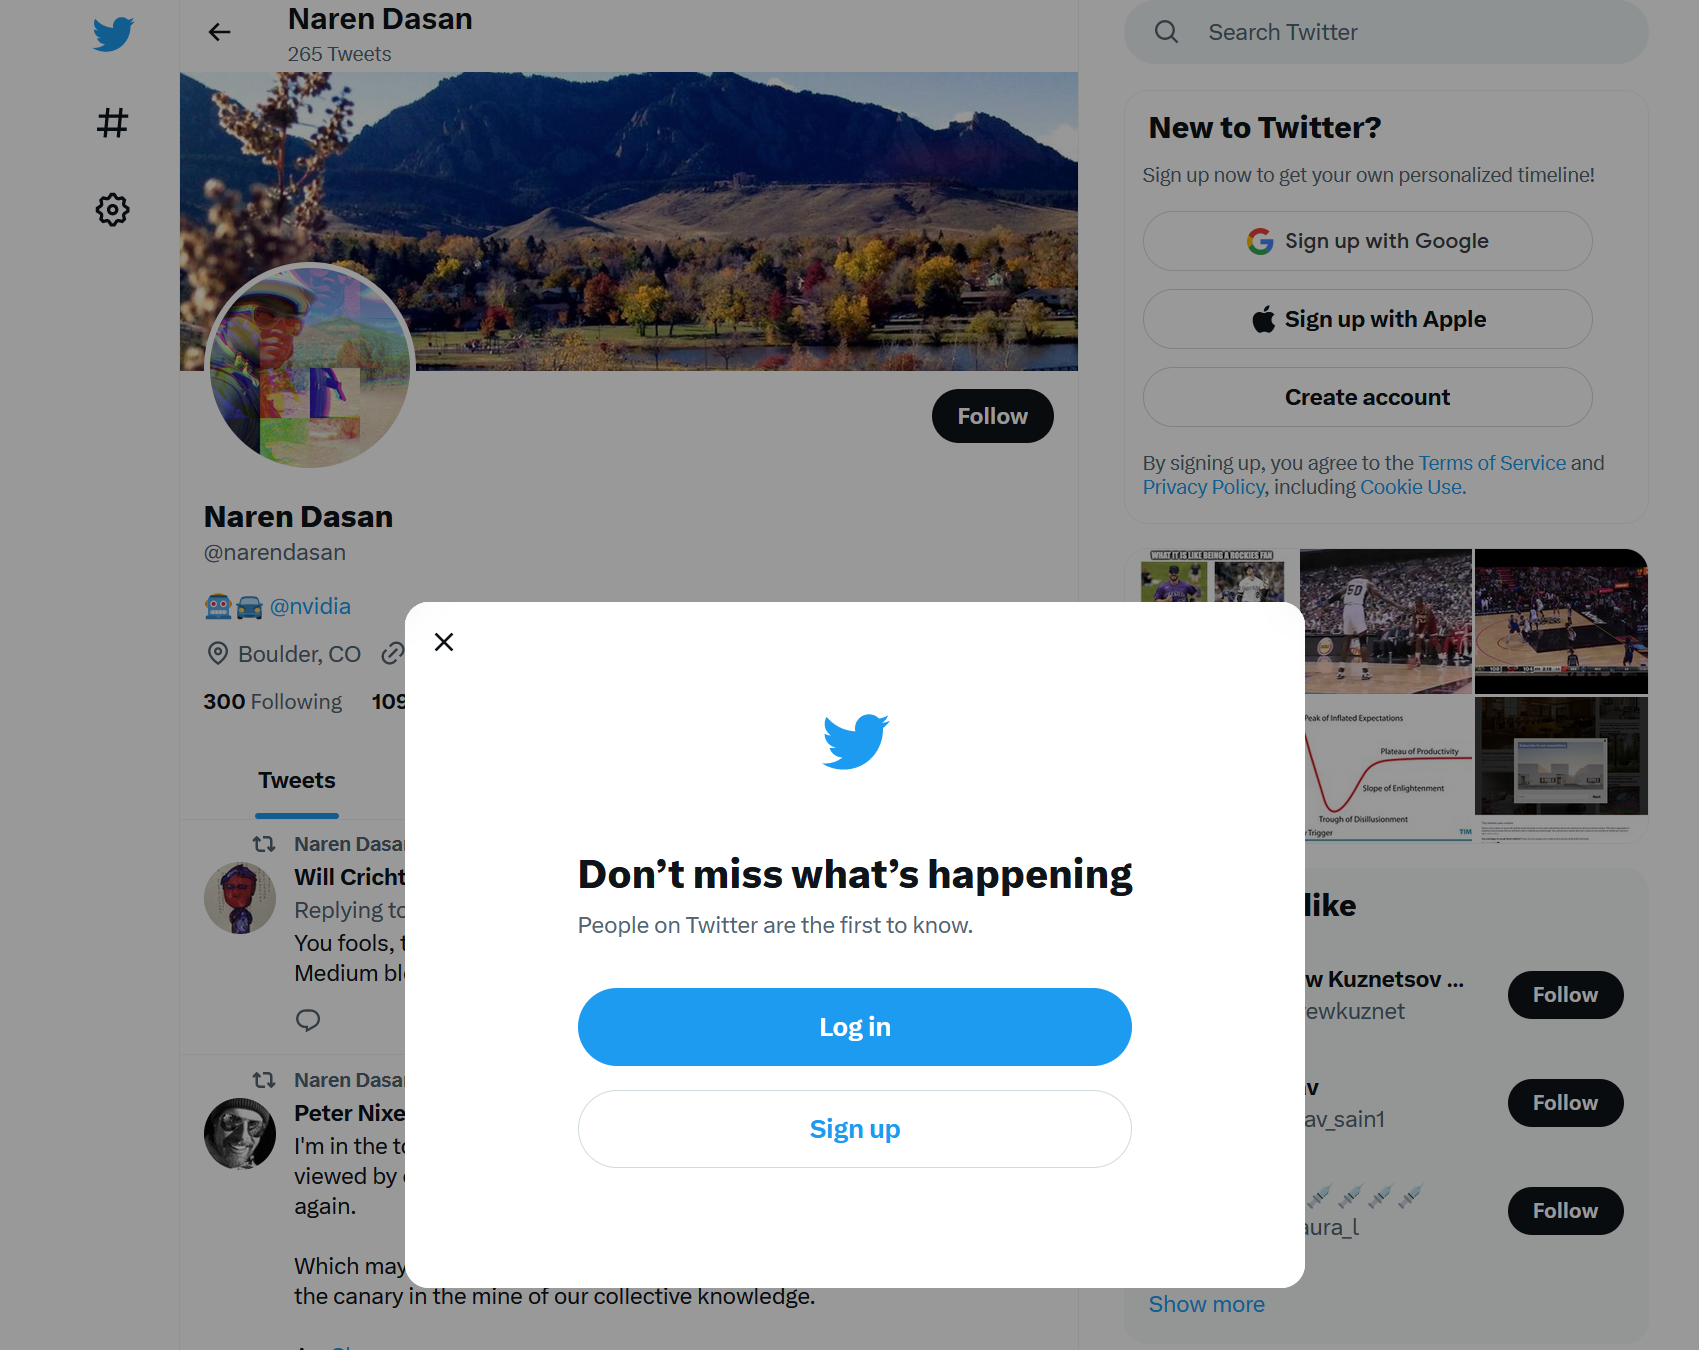 Naren Dasan
265 Tweets
Search Twitter
New to Twitter?
Sign up now to get your own personalized timeline!
Sign up with Google
Sign up with Apple
Create account
By signing up, you agree to the Terms of Service and
Privacy Policy, including Cookie Use.
Follow
Naren Dasan
@narendasan
@nvidia
Boulder, CO
300 Following 109
Tweets
Naren Dasa
Will Cricht
Replying to
You fools, t
Medium bl
Naren Dasa
Peter Nixe
I'm in the to
viewed by
again.
Which may
the canary in the mine of our collective knowledge.
Don’t miss what’s happening
People on Twitter are the first to know.
Log in
Sign up
WHAT IT IS LIKE BEING A ROCKIES FAN
50
Peak of Inflated Expectations
Plateau of Productivity
Slope of Enlightenment
Trough of Disillusionment
y Trigger
TIM
like
w Kuznetsov ...
ewkuznet
Follow
av_sain1
Follow
aura_l
Follow
Show more